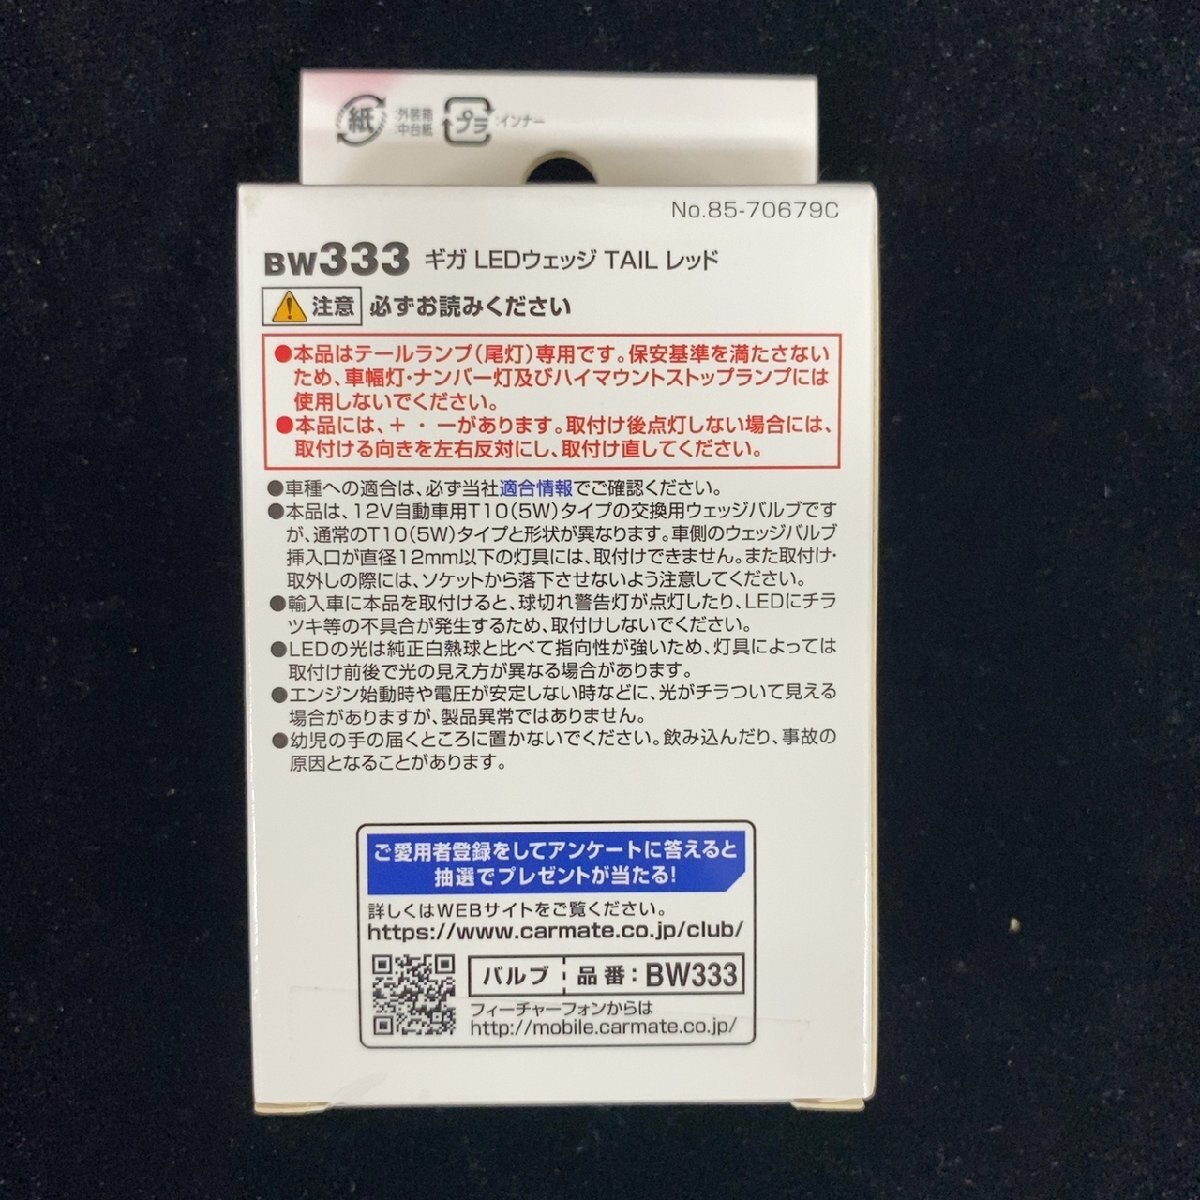 紙 外装箱 プラ :インナー
中台紙
No.85-70679C
BW333 ギガ LEDウェッジ TAIL レッド
注意 必ずお読みください
●本品はテールランプ(尾灯)専用です。保安基準を満たさない
ため、車幅灯・ナンバー灯及びハイマウントストップランプには
使用しないでください。
●本品には、+ ・ ーがあります。取付け後点灯しない場合には、
取付ける向きを左右反対にし、取付け直してください。
●車種への適合は、必ず当社適合情報でご確認ください。
●本品は、12V自動車用T10(5W)タイプの交換用ウェッジバルブです
が、通常のT10(5W)タイプと形状が異なります。車側のウェッジバルブ
挿入口が直径12mm以下の灯具には、取付けできません。また取付け・
取外しの際には、ソケットから落下させないよう注意してください。
●輸入車に本品を取付けると、球切れ警告灯が点灯したり、LEDにチラ
ツキ等の不具合が発生するため、取付けしないでください。
●LEDの光は純正白熱球と比べて指向性が強いため、灯具によっては
取付け前後で光の見え方が異なる場合があります。
●エンジン始動時や電圧が安定しない時などに、光がチラついて見える
場合がありますが、製品異常ではありません。
●幼児の手の届くところに置かないでください。飲み込んだり、事故の
原因となることがあります。
ご愛用者登録をしてアンケートに答えると
抽選でプレゼントが当たる!
詳しくはWEBサイトをご覧ください。
https://www.carmate.co.jp/club/
バルブ 品番:BW333
フィーチャーフォンからは
http://mobile.carmate.co.jp/